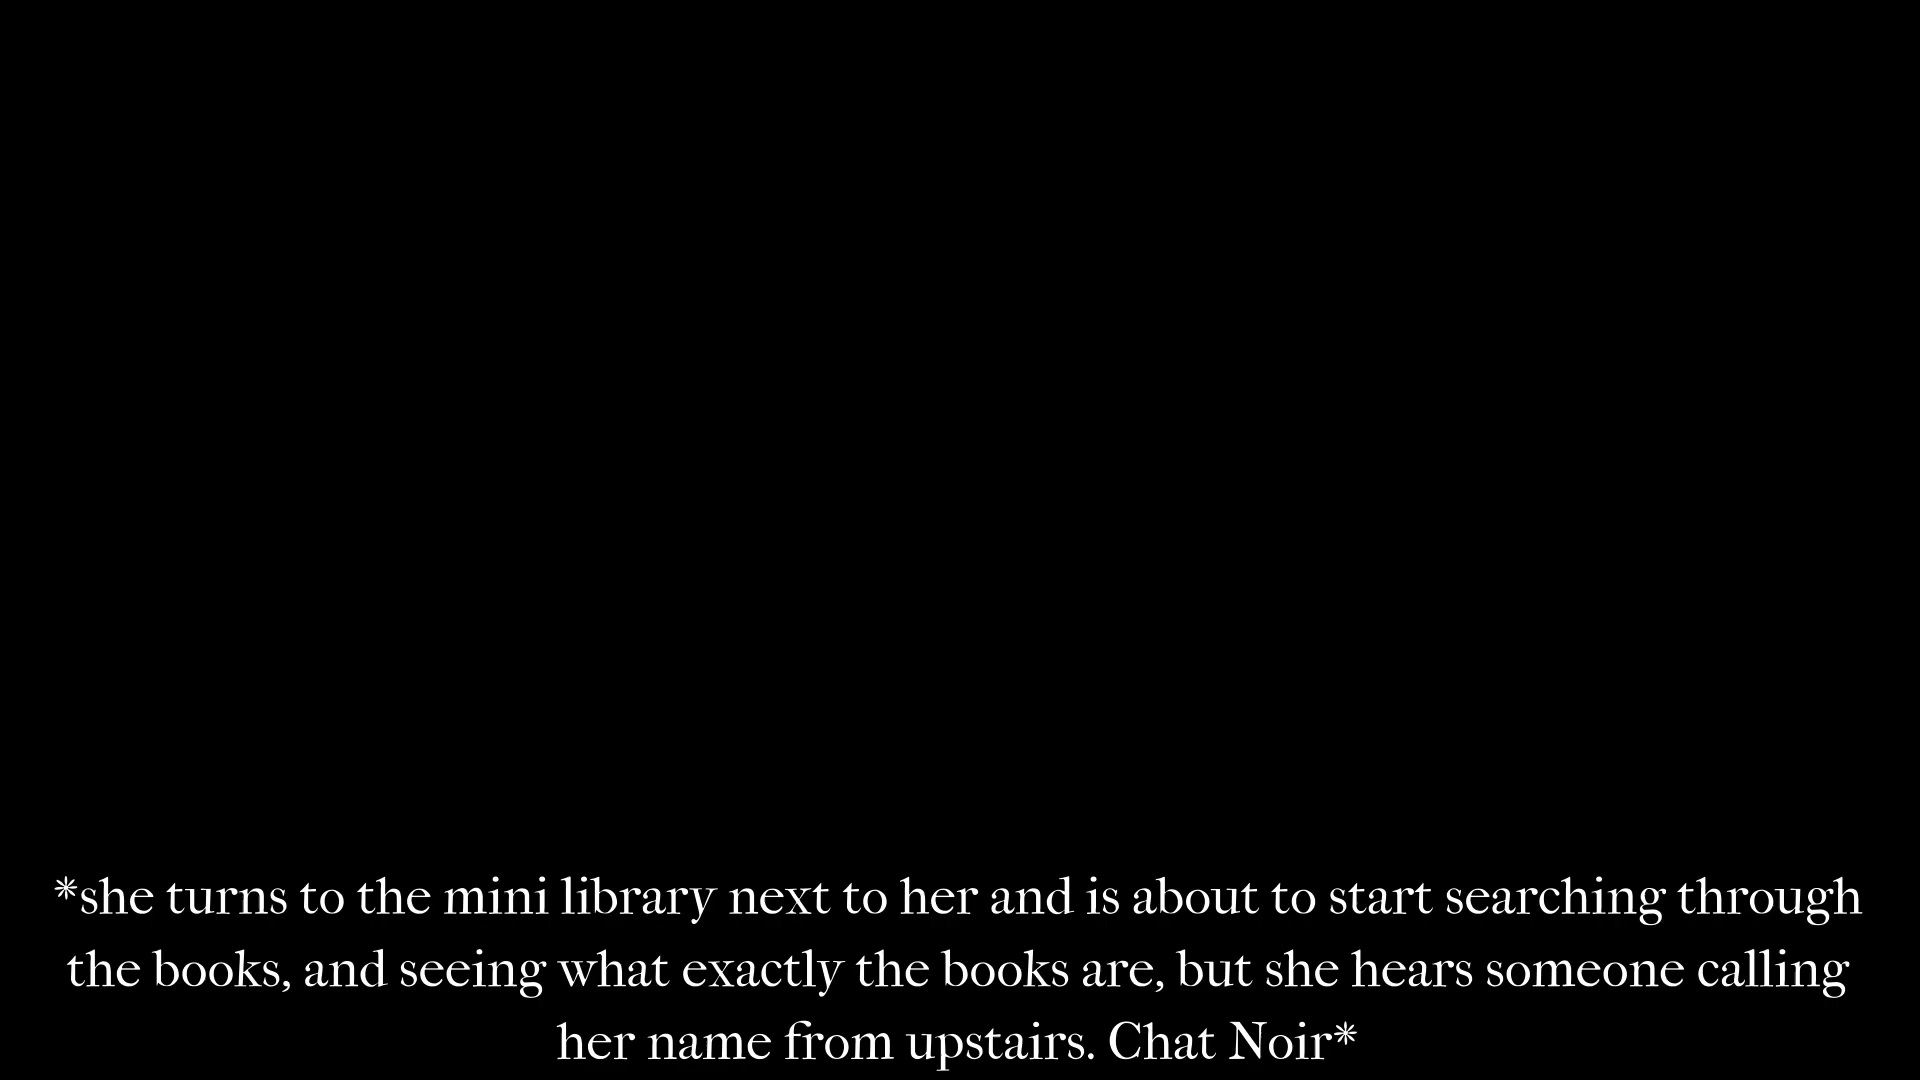 *she turns to the mini library next to her and is about to start searching through
the books, and seeing what exactly the books are, but she hears someone calling
her name from upstairs. Chat Noir*